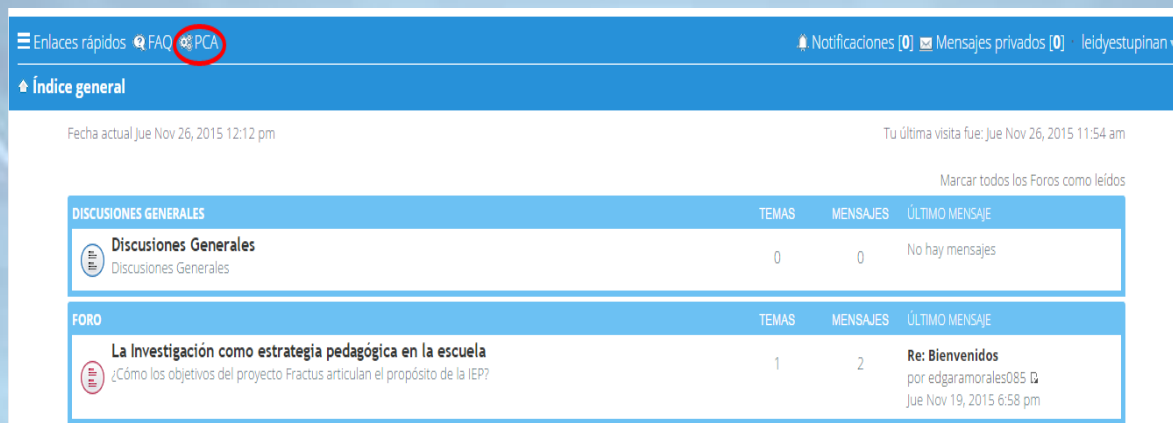 Enlaces rápidos FAQ PCA Notificaciones [0] Mensajes privados [0] leidyestupinan
Índice general
Fecha actual Jue Nov 26, 2015 12:12 pm Tu última visita fue: Jue Nov 26, 2015 11:54 am
Marcar todos los Foros como leídos
DISCUSIONES GENERALES TEMAS MENSAJES ÚLTIMO MENSAJE
Discusiones Generales 0 0 No hay mensajes
Discusiones Generales
FORO TEMAS MENSAJES ÚLTIMO MENSAJE
La Investigación como estrategia pedagógica en la escuela 1 2 Re: Bienvenidos
¿Cómo los objetivos del proyecto Fractus articulan el propósito de la IEP? por edgaramorales085
Jue Nov 19, 2015 6:58 pm